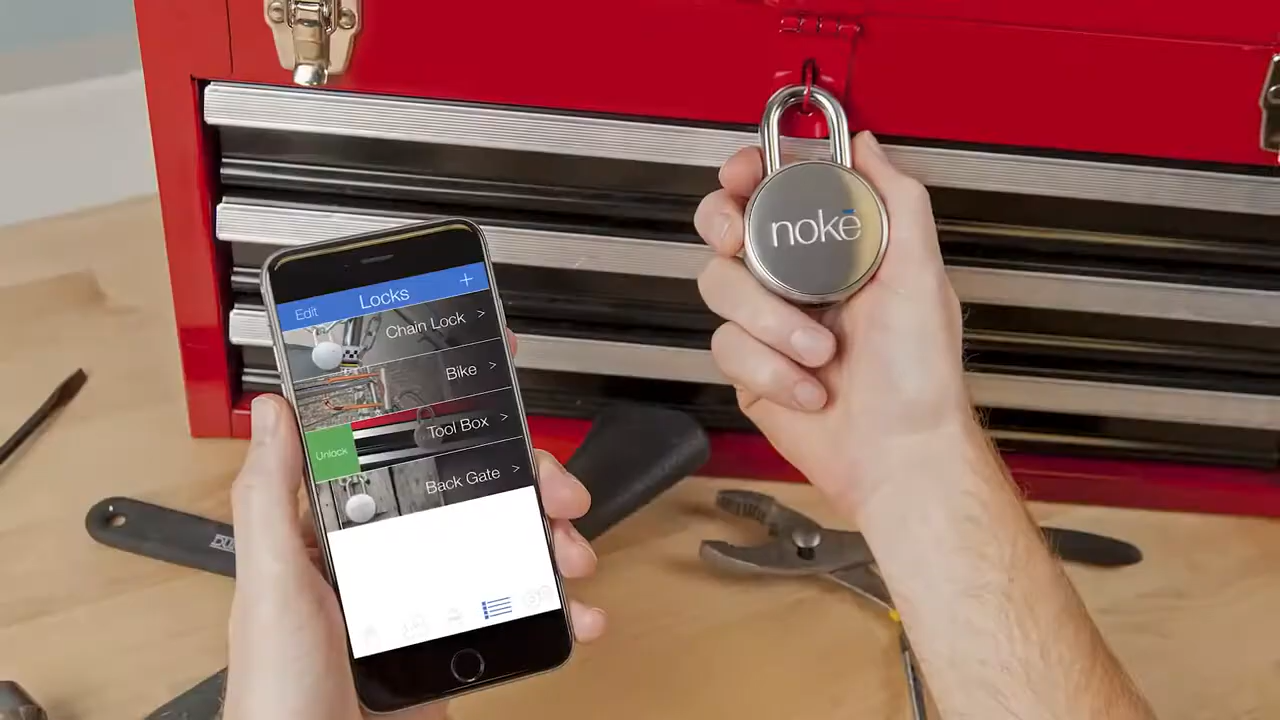 Edit
Locks
+
Chain Lock >
Bike >
Unlock
Tool Box >
Back Gate >
nokē